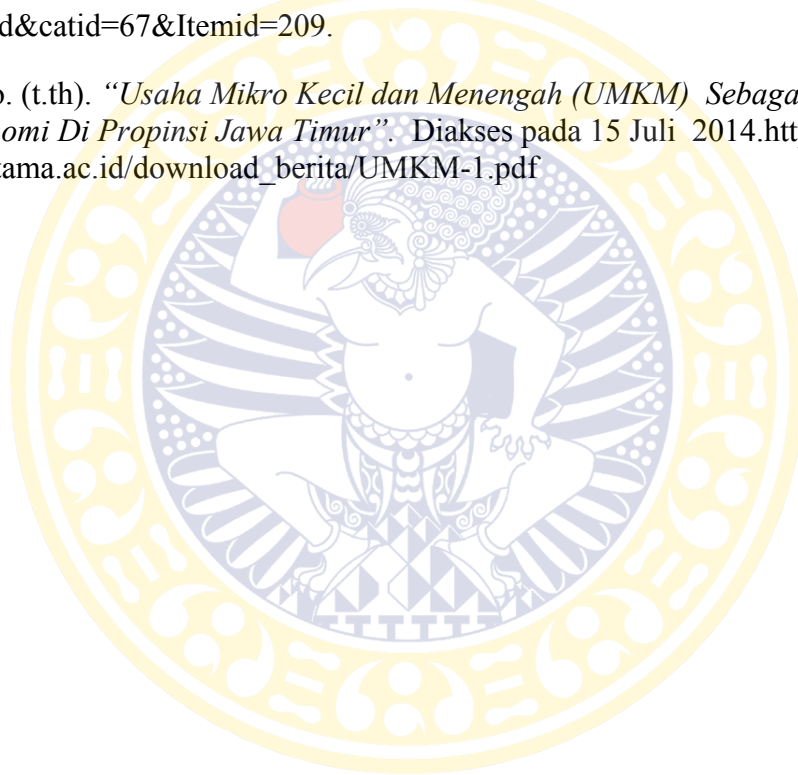 d&catid=67&Itemid=209.
o. (t.th). “Usaha Mikro Kecil dan Menengah (UMKM)  Sebaga
omi Di Propinsi Jawa Timur”.  Diakses pada 15 Juli  2014.htt
tama.ac.id/download_berita/UMKM-1.pdf